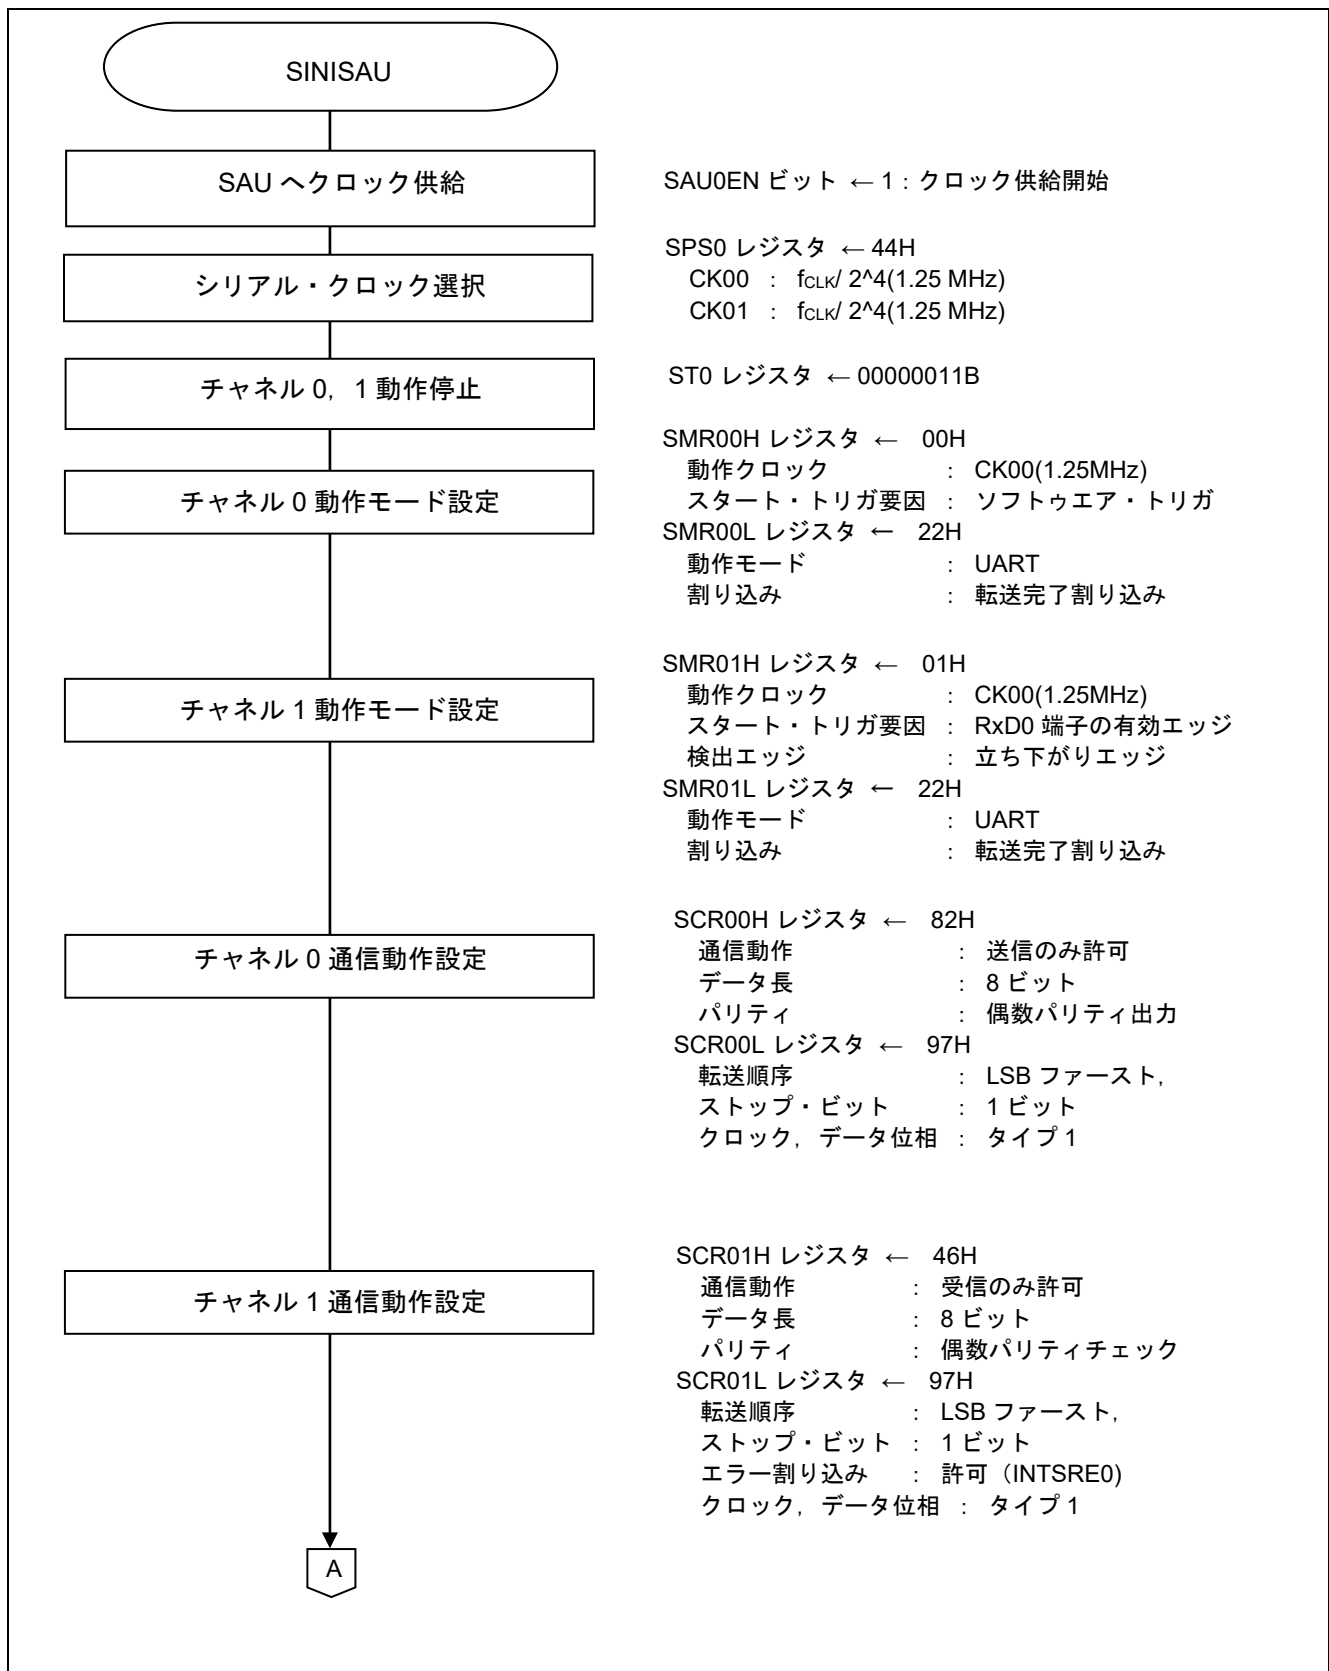 SINISAU
SAU へクロック供給
SAU0EN ビット ← 1：クロック供給開始
シリアル・クロック選択
SPS0 レジスタ ← 44H
CK00 ： fCLK/ 2^4(1.25 MHz)
CK01 ： fCLK/ 2^4(1.25 MHz)
チャネル 0，1 動作停止
ST0 レジスタ ← 00000011B
チャネル 0 動作モード設定
SMR00H レジスタ ← 00H
動作クロック ： CK00(1.25MHz)
スタート・トリガ要因 ： ソフトゥエア・トリガ
SMR00L レジスタ ← 22H
動作モード ： UART
割り込み ： 転送完了割り込み
チャネル 1 動作モード設定
SMR01H レジスタ ← 01H
動作クロック ： CK00(1.25MHz)
スタート・トリガ要因 ： RxD0 端子の有効エッジ
検出エッジ ： 立ち下がりエッジ
SMR01L レジスタ ← 22H
動作モード ： UART
割り込み ： 転送完了割り込み
チャネル 0 通信動作設定
SCR00H レジスタ ← 82H
通信動作 ： 送信のみ許可
データ長 ： 8 ビット
パリティ ： 偶数パリティ出力
SCR00L レジスタ ← 97H
転送順序 ： LSB ファースト,
ストップ・ビット ： 1 ビット
クロック，データ位相 ： タイプ 1
チャネル 1 通信動作設定
SCR01H レジスタ ← 46H
通信動作 ： 受信のみ許可
データ長 ： 8 ビット
パリティ ： 偶数パリティチェック
SCR01L レジスタ ← 97H
転送順序 ： LSB ファースト,
ストップ・ビット ： 1 ビット
エラー割り込み ： 許可（INTSRE0)
クロック，データ位相 ： タイプ 1
A